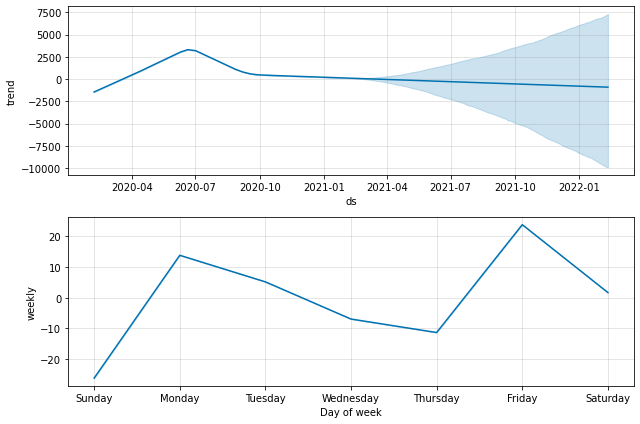 7500
5000
2500
0
−2500
−5000
−7500
−10000
trend
2020-04 2020-07 2020-10 2021-01 2021-04 2021-07 2021-10 2022-01
ds
20
10
0
−10
−20
weekly
Sunday Monday Tuesday Wednesday Thursday Friday Saturday
Day of week